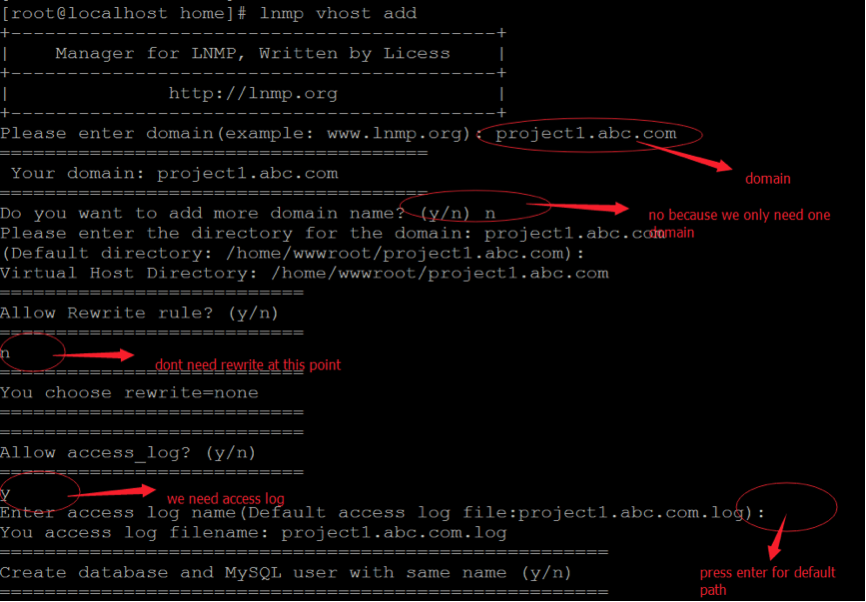 [root@localhost home]# lnmp vhost add
+------------------------------------------+
|    Manager for LNMP, Written by Licess    |
+------------------------------------------+
|              http://lnmp.org              |
+------------------------------------------+
Please enter domain(example: www.lnmp.org): project1.abc.com
======================================
 Your domain: project1.abc.com
domain
======================================
Do you want to add more domain name? (y/n) n
no because we only need one
domain
Please enter the directory for the domain: project1.abc.com
(Default directory: /home/wwwroot/project1.abc.com):
Virtual Host Directory: /home/wwwroot/project1.abc.com
===========================
Allow Rewrite rule? (y/n)
===========================
n
dont need rewrite at this point
===========================
You choose rewrite=none
===========================
===========================
Allow access_log? (y/n)
===========================
y
we need access log
Enter access log name(Default access log file:project1.abc.com.log):
You access log filename: project1.abc.com.log
======================================================
Create database and MySQL user with same name (y/n)
press enter for default
path
======================================================